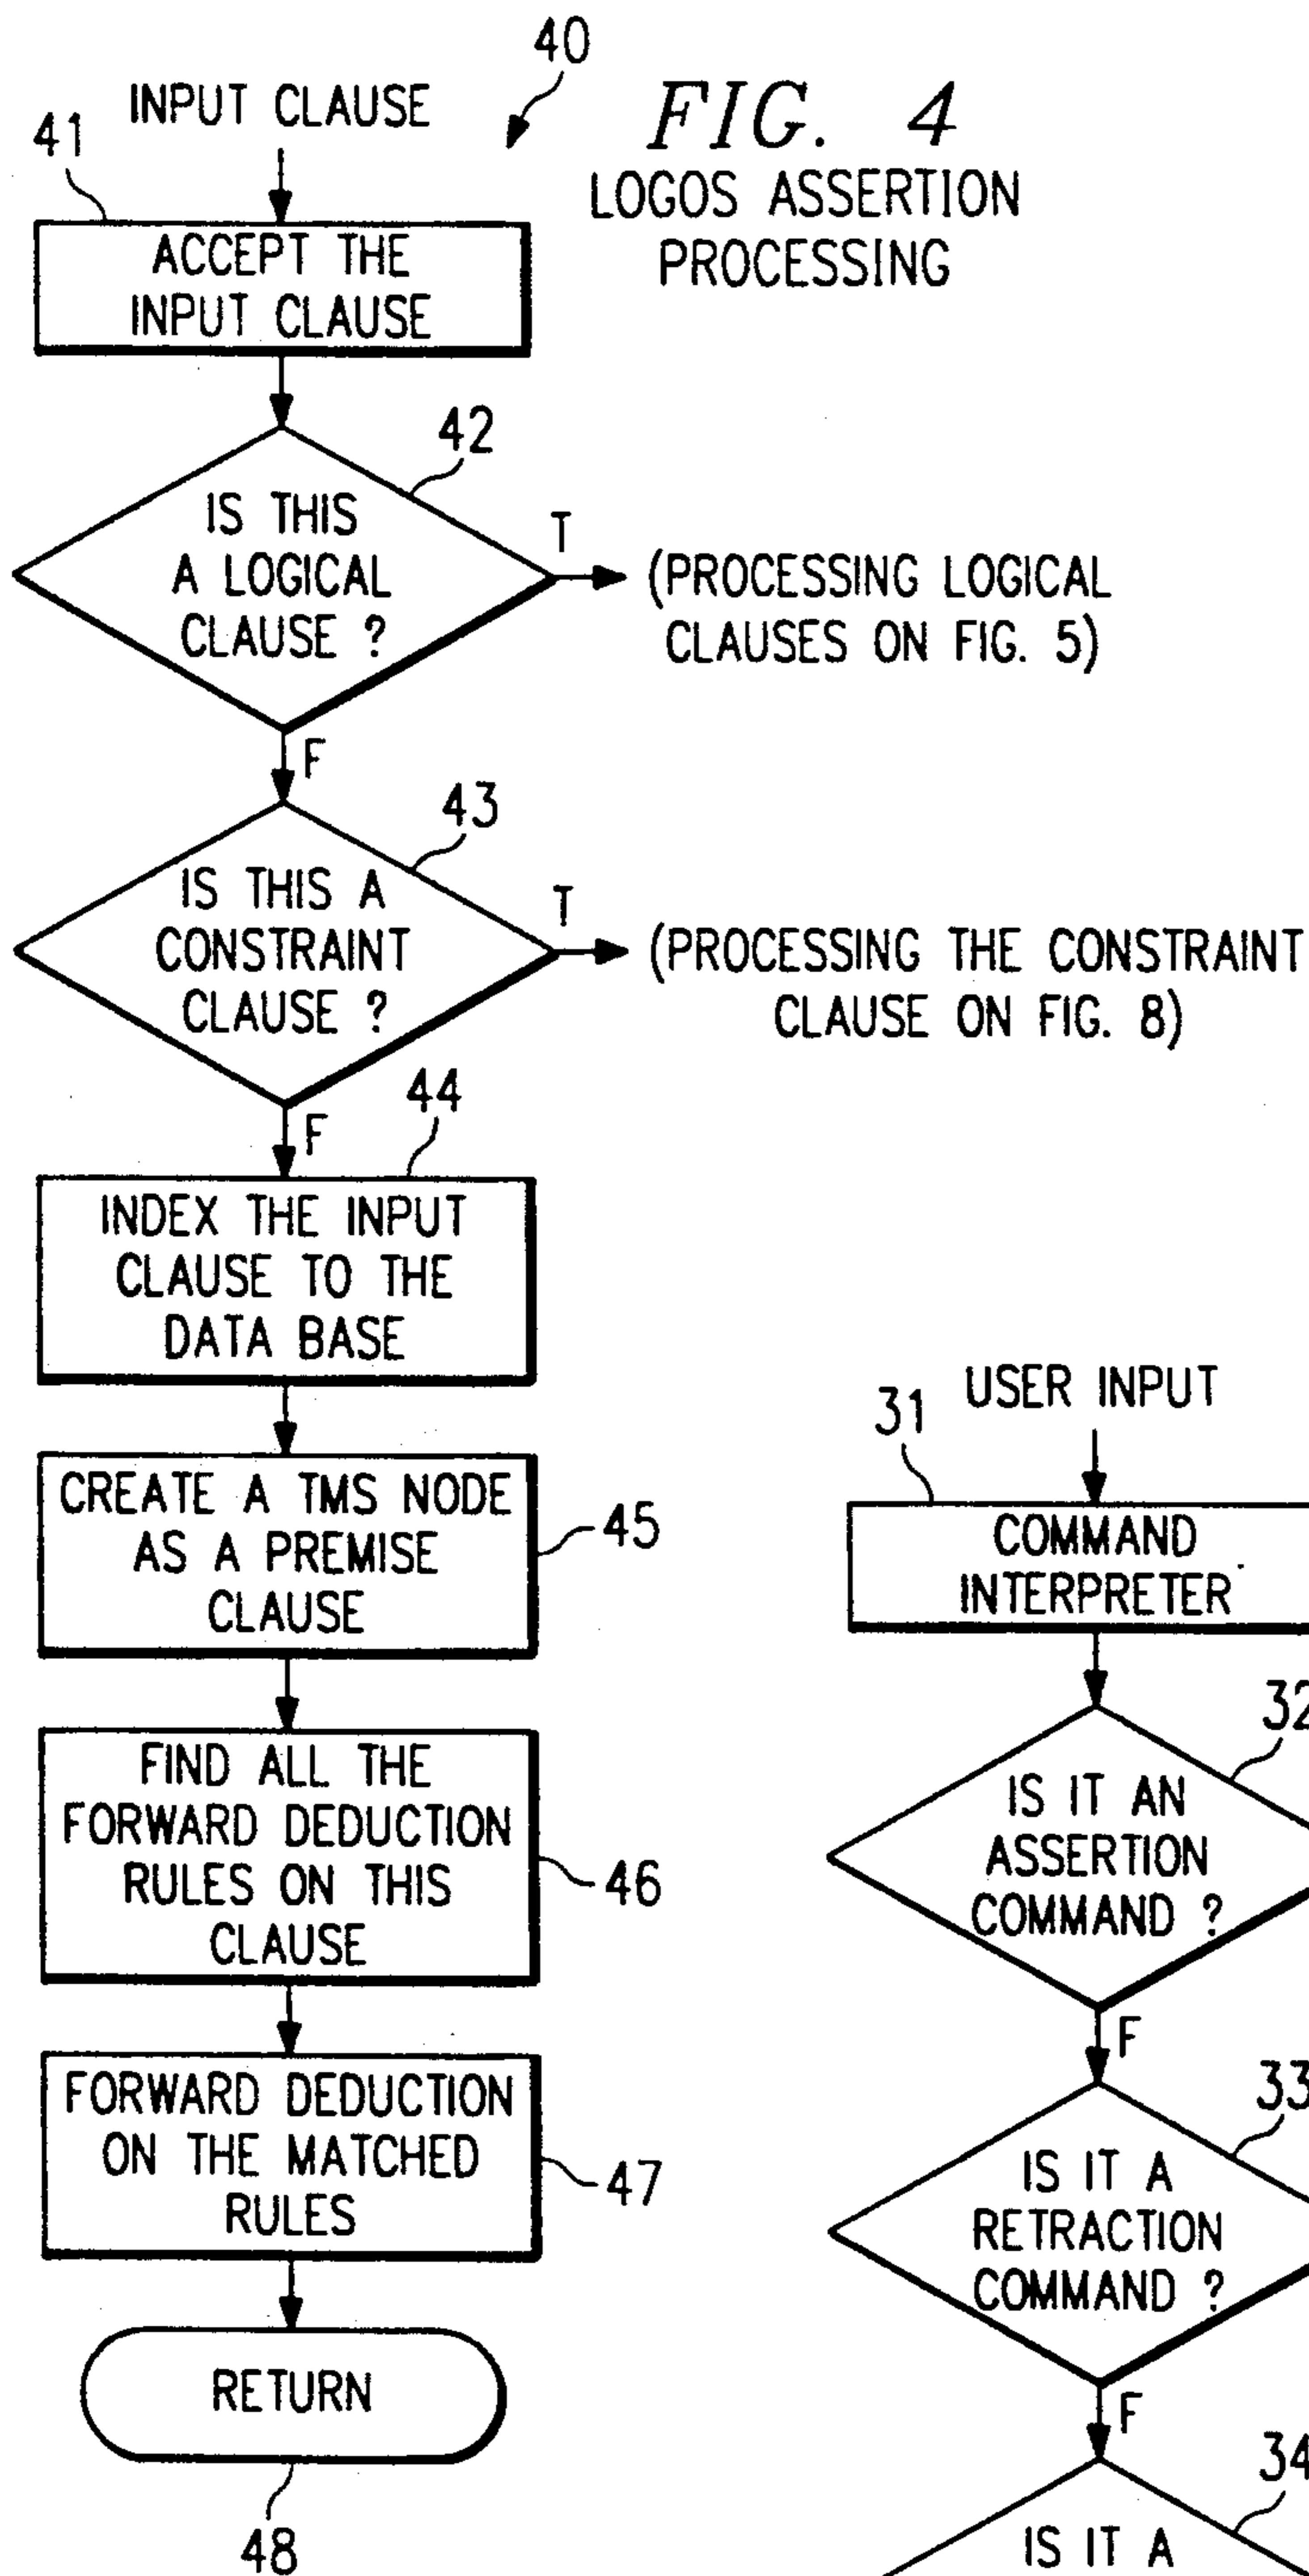 40
FIG. 4
LOGOS ASSERTION
PROCESSING
INPUT CLAUSE
41
ACCEPT THE
INPUT CLAUSE
42
IS THIS
A LOGICAL
CLAUSE ?
T
(PROCESSING LOGICAL
CLAUSES ON FIG. 5)
F
43
IS THIS A
CONSTRAINT
CLAUSE ?
T
(PROCESSING THE CONSTRAINT
CLAUSE ON FIG. 8)
F
44
INDEX THE INPUT
CLAUSE TO THE
DATA BASE
CREATE A TMS NODE
AS A PREMISE
CLAUSE
45
FIND ALL THE
FORWARD DEDUCTION
RULES ON THIS
CLAUSE
46
FORWARD DEDUCTION
ON THE MATCHED
RULES
47
RETURN
48
USER INPUT
31
COMMAND
INTERPRETER
32
IS IT AN
ASSERTION
COMMAND ?
F
33
IS IT A
RETRACTION
COMMAND ?
F
34
IS IT A